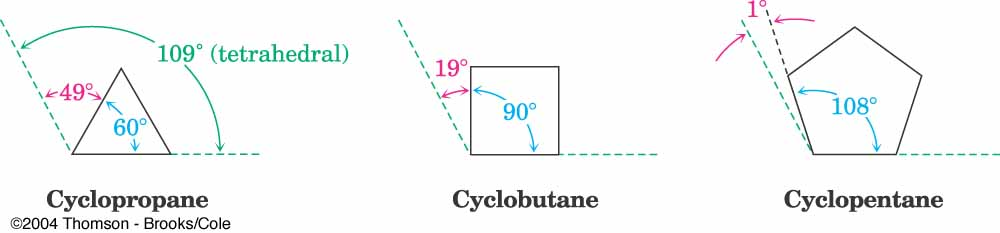 109° (tetrahedral)
49°
60°
Cyclopropane
19°
90°
Cyclobutane
1°
108°
Cyclopentane
©2004 Thomson - Brooks/Cole